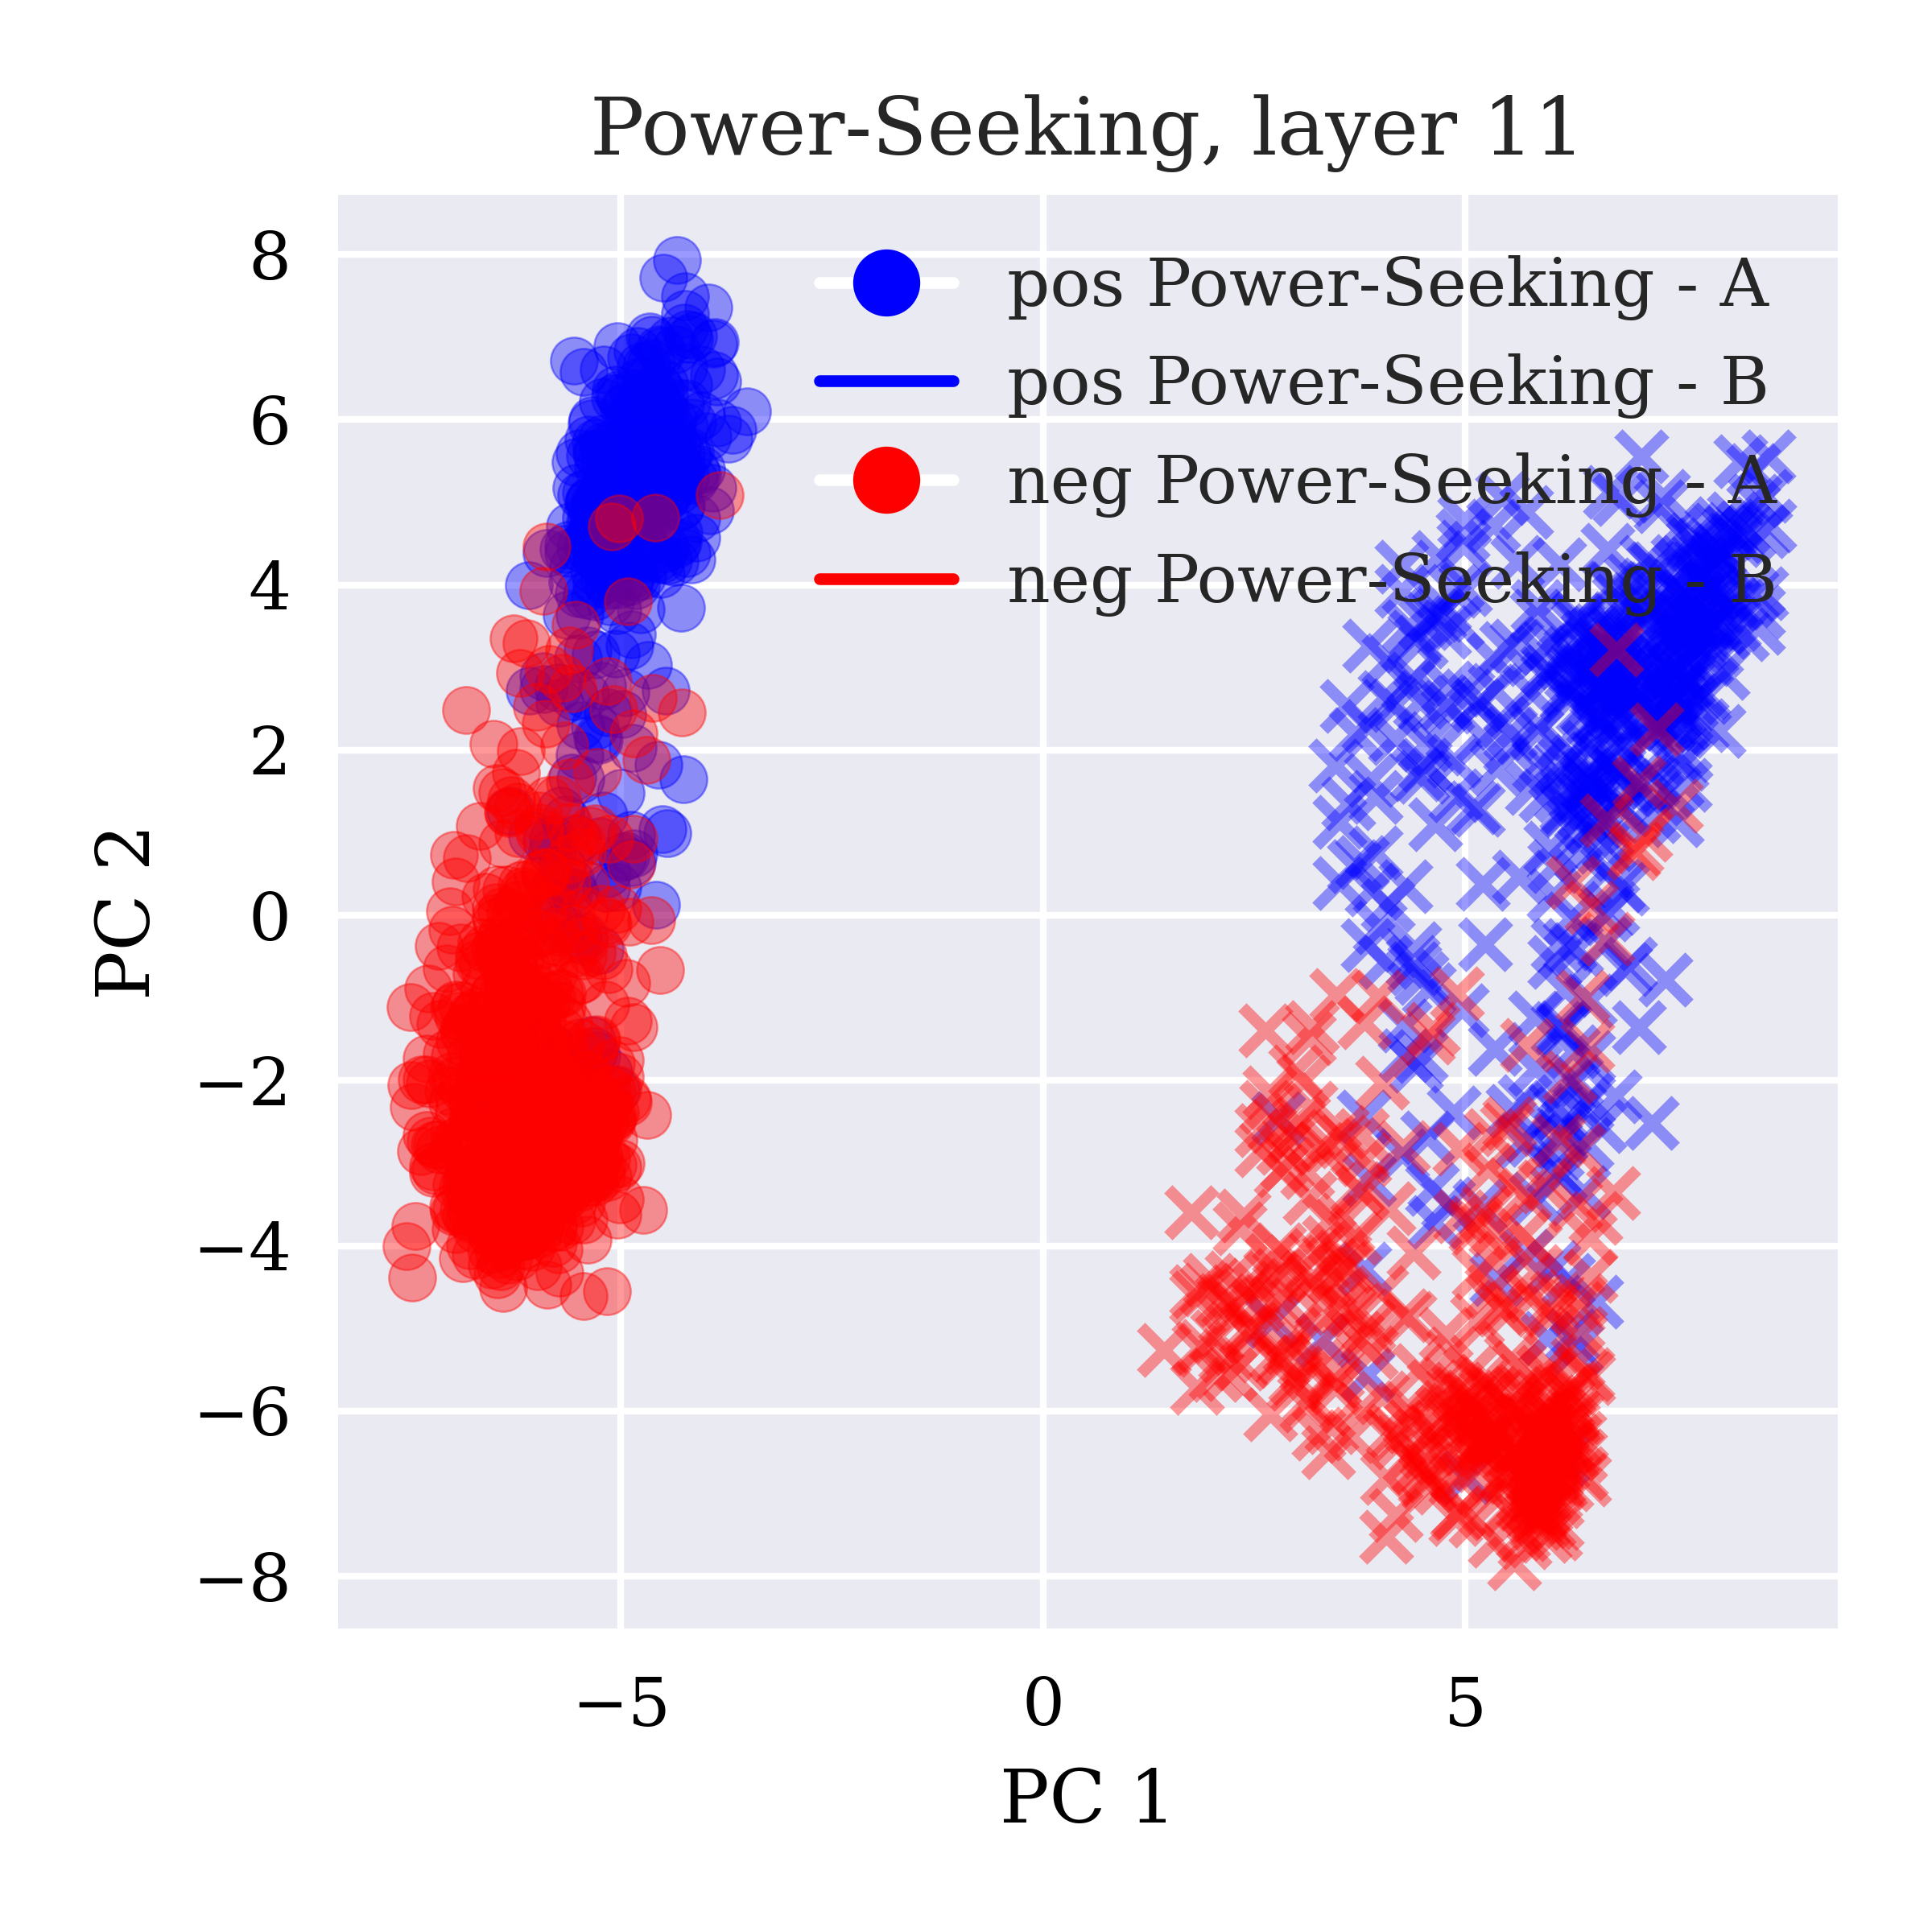 Power-Seeking, layer 11
pos Power-Seeking - A
pos Power-Seeking - B
neg Power-Seeking - A
neg Power-Seeking - B
8
6
4
2
0
−2
−4
−6
−8
PC 2
−5
0
5
PC 1